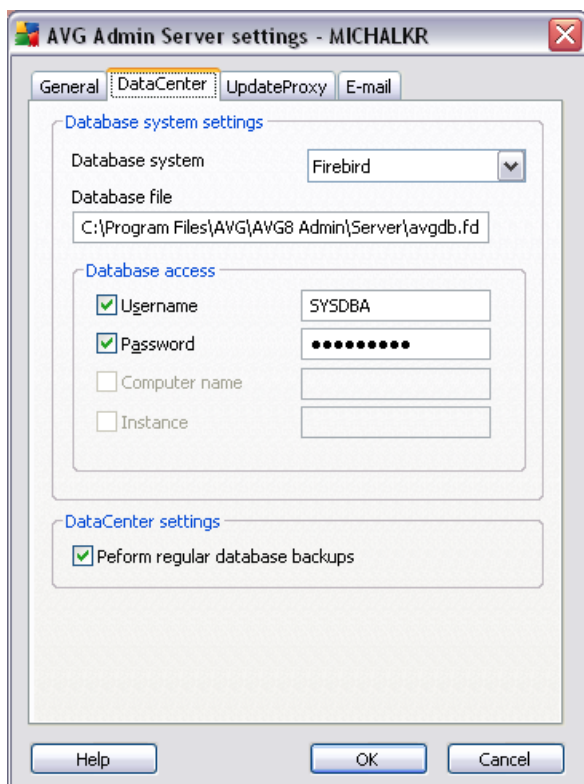 AVG Admin Server settings - MICHALKR
General DataCenter UpdateProxy E-mail
Database system settings
Database system Firebird
Database file
C:\Program Files\AVG\AVG8 Admin\Server\avgdb.fd
Database access
Username SYSDBA
Password •••••••••
Computer name
Instance
DataCenter settings
Peform regular database backups
Help OK Cancel